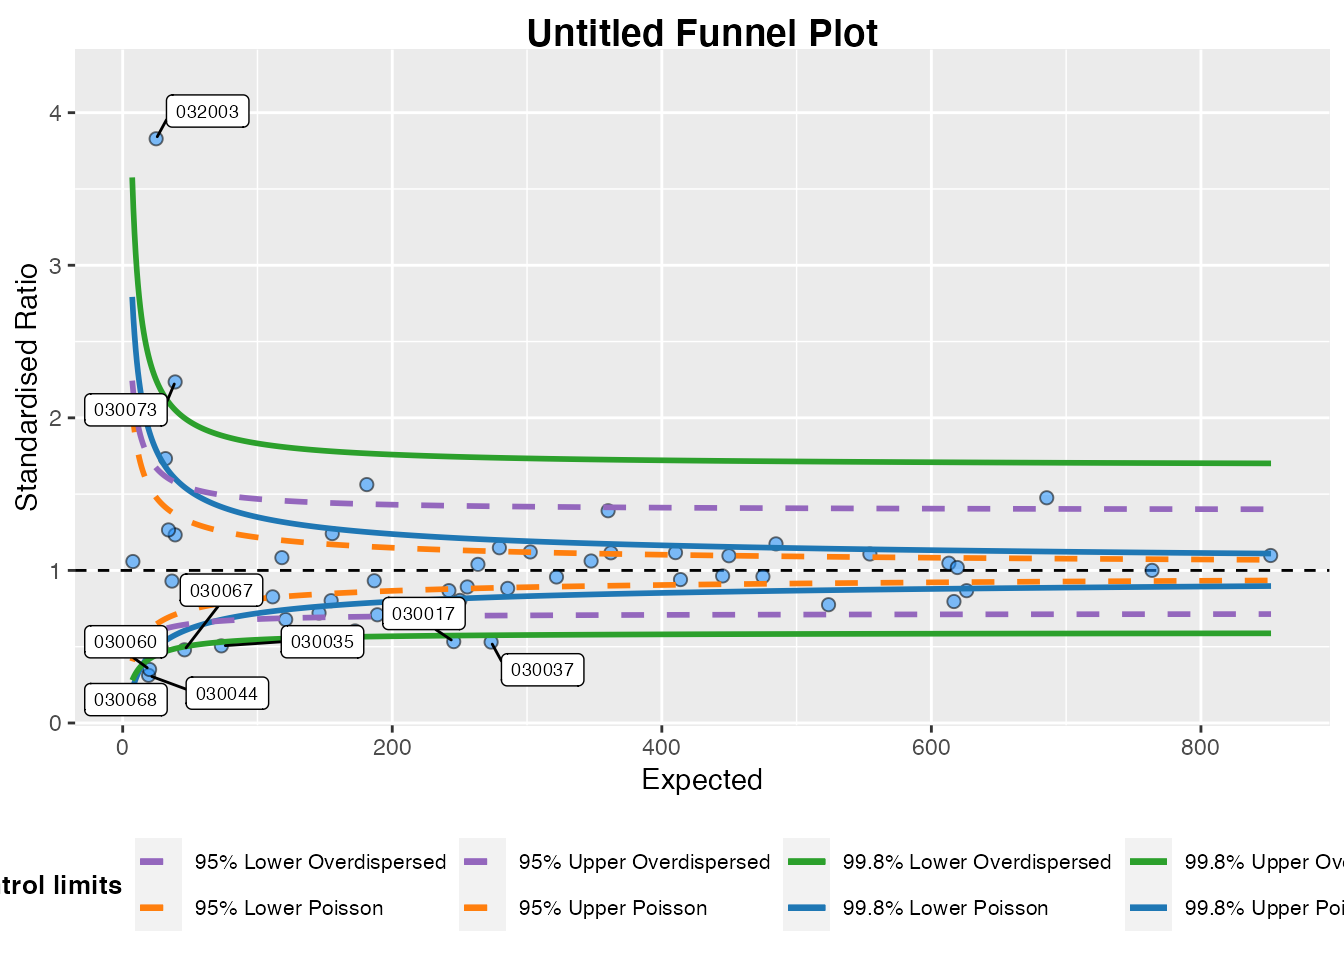 Untitled Funnel Plot
Standardised Ratio
4
3
2
1
0
032003
030073
030067
030017
030060
030035
030037
030044
030068
0 200 400 600 800
Expected
trol limits
95% Lower Overdispersed 95% Upper Overdispersed 99.8% Lower Overdispersed 99.8% Upper Ove
95% Lower Poisson 95% Upper Poisson 99.8% Lower Poisson 99.8% Upper Poi